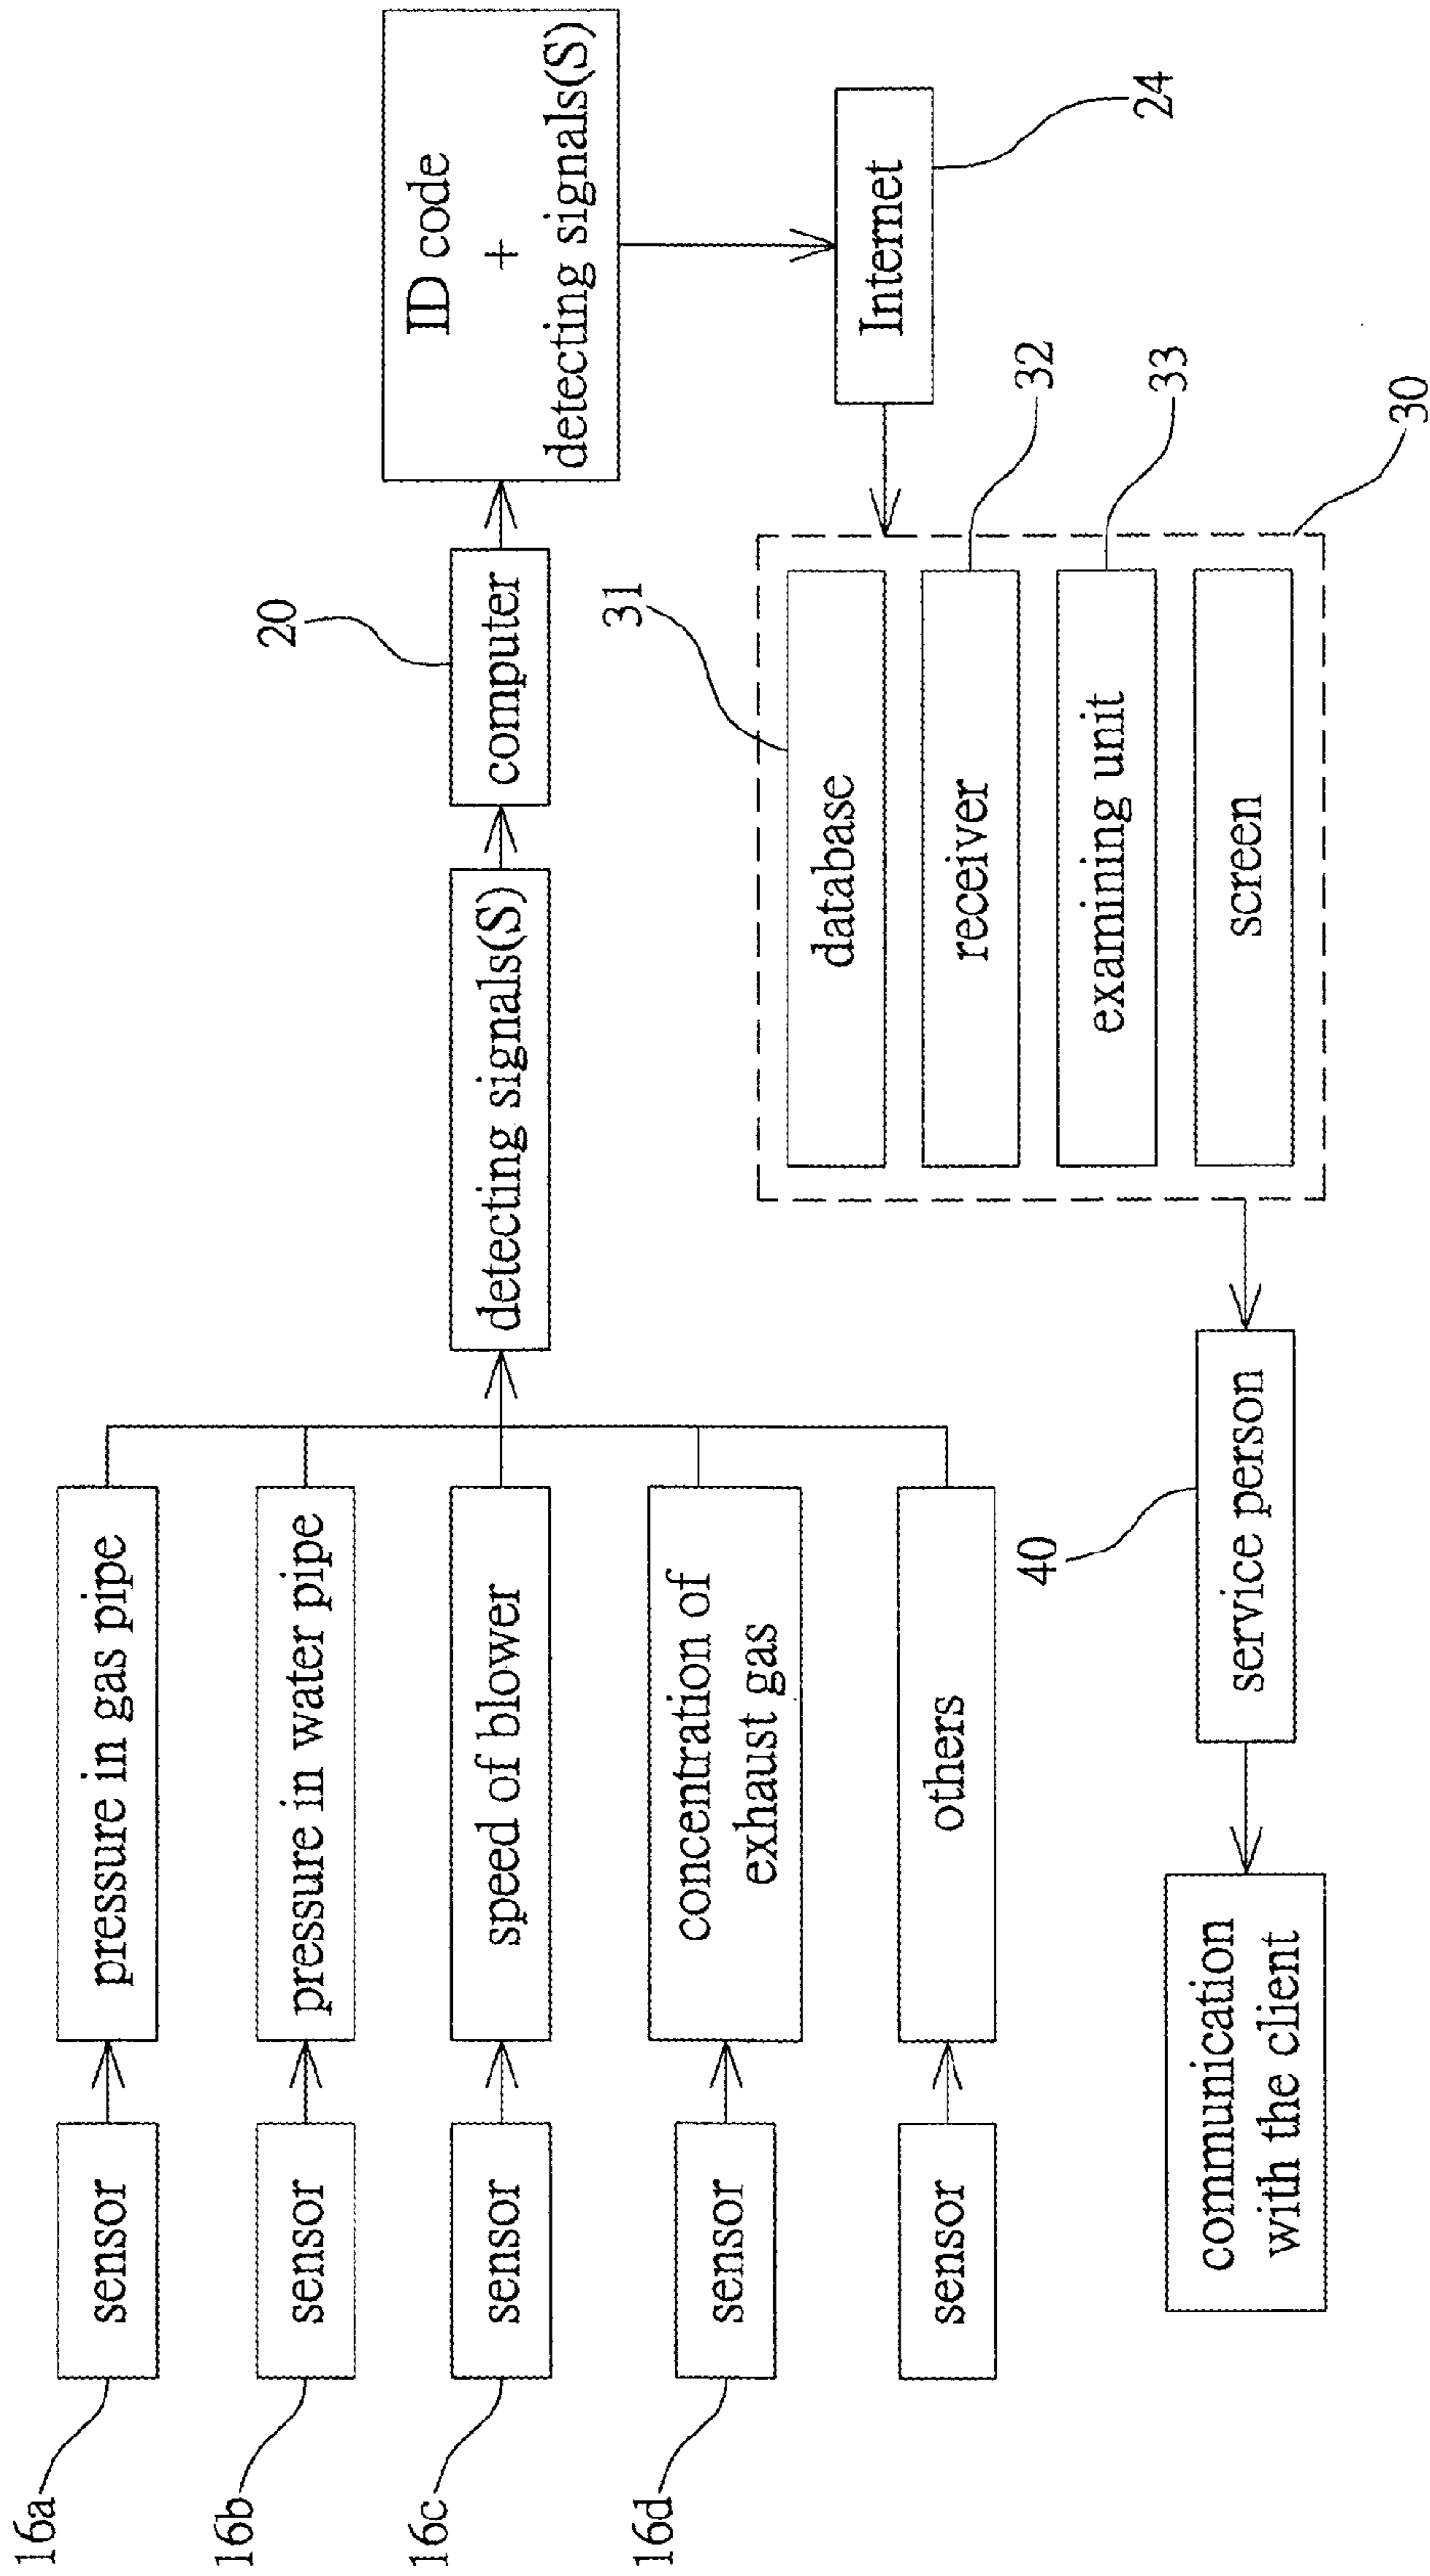 16a
sensor
pressure in gas pipe
16b
sensor
pressure in water pipe
16c
sensor
speed of blower
16d
sensor
concentration of
exhaust gas
sensor
others
detecting signals(S)
20
computer
ID code
+
detecting signals(S)
Internet
24
31
database
receiver
32
examining unit
33
screen
30
40
service person
communication
with the client